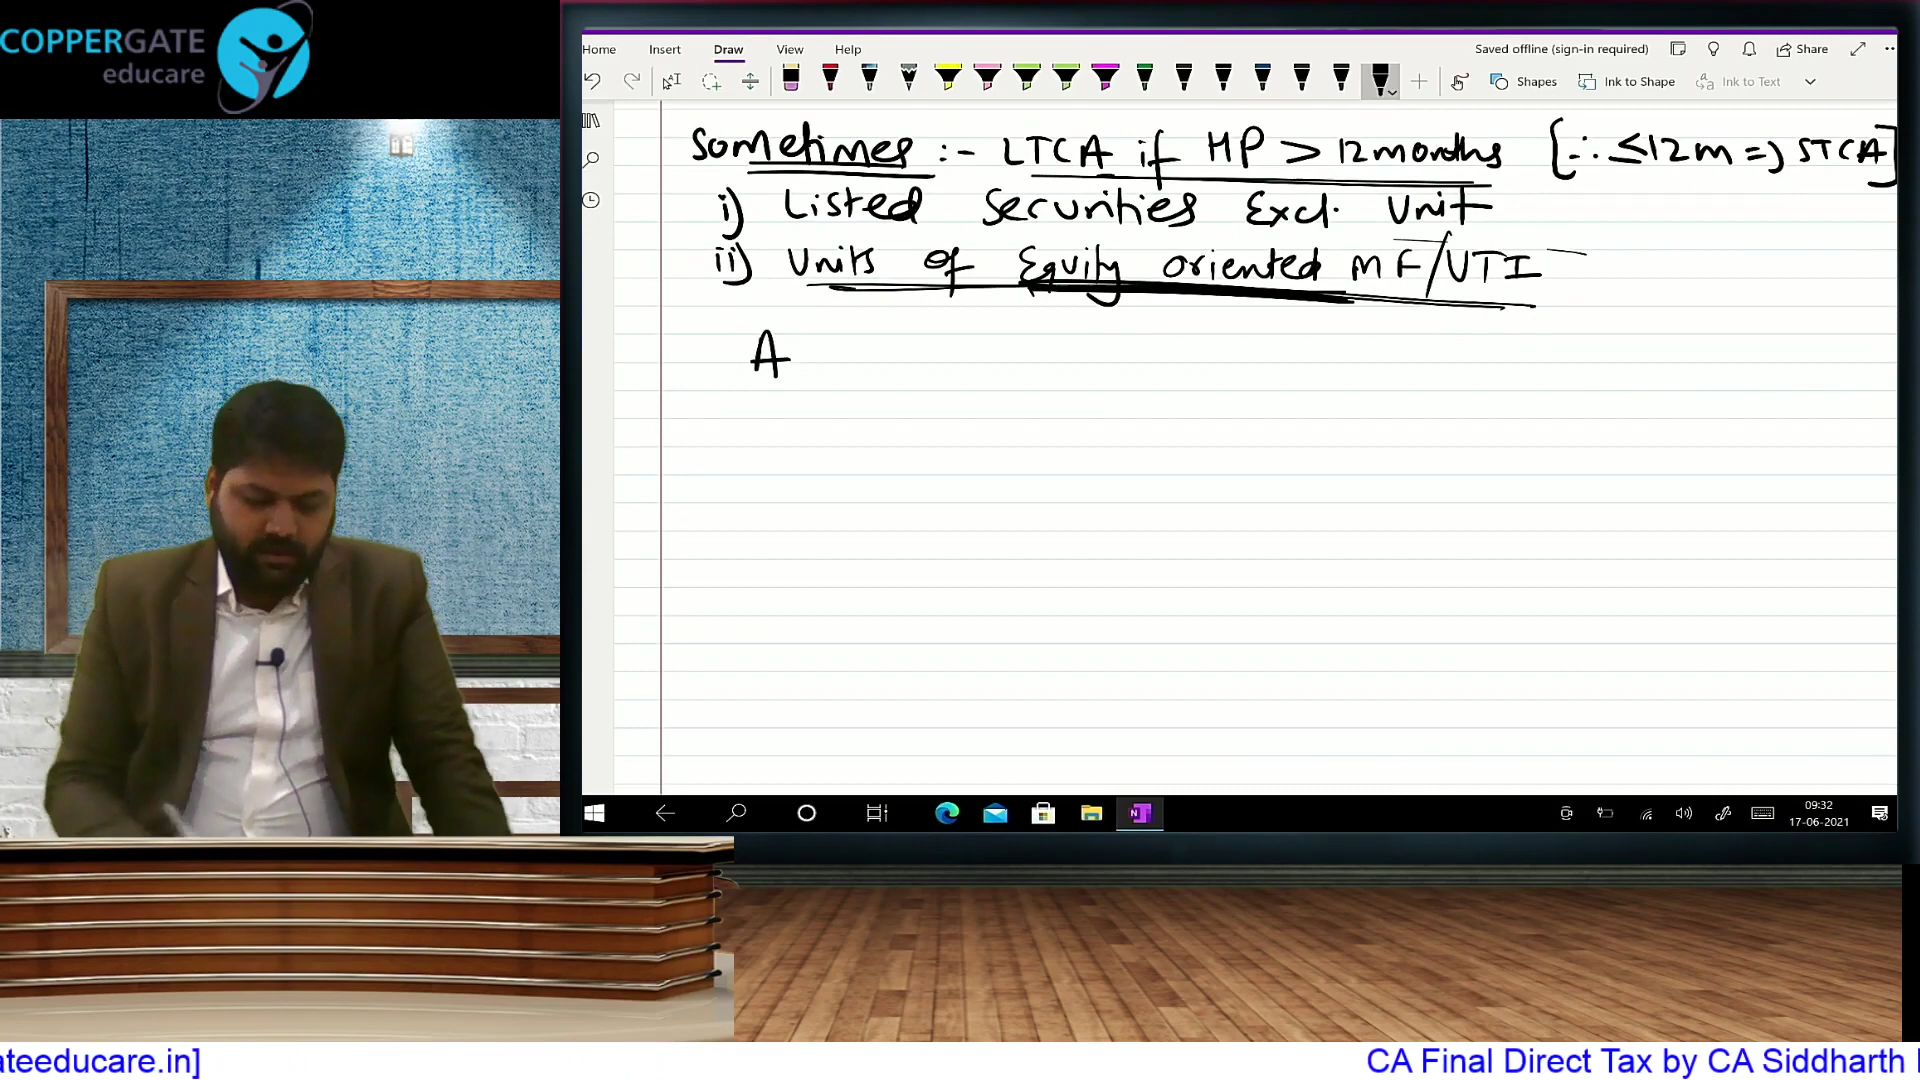 COPPERGATE
educare
Home Insert Draw View Help
Saved offline (sign-in required)
Share
Shapes
Ink to Shape
Ink to Text
Sometimes :- LTCA if HP > 12 months [∴ ≤12m => STCA]
i) Listed Securities Excl. Unit
ii) Units of Equity oriented MF/UTI
A
09:32
17-06-2021
ateeducare.in]
CA Final Direct Tax by CA Siddharth